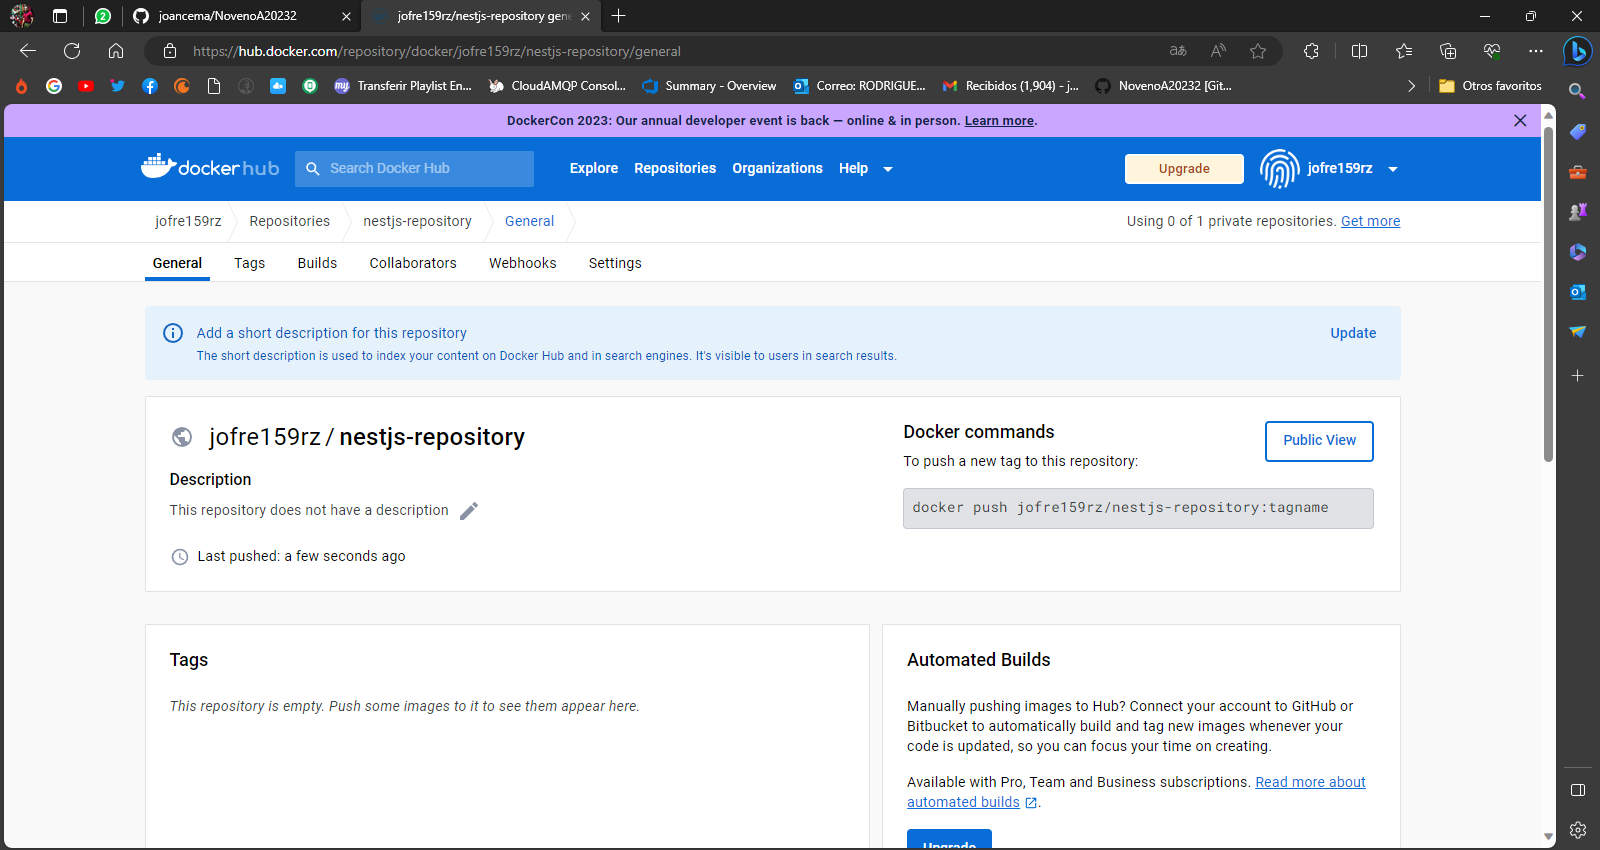 joancema/NovenoA20232
jofre159rz/nestjs-repository gene
https://hub.docker.com/repository/docker/jofre159rz/nestjs-repository/general
Transferir Playlist En...
CloudAMQP Consol...
Summary - Overview
Correo: RODRIGUE...
Recibidos (1,904) - j...
NovenoA20232 [Git...
Otros favoritos
DockerCon 2023: Our annual developer event is back — online & in person. Learn more.
dockerhub
Search Docker Hub
Explore
Repositories
Organizations
Help
Upgrade
jofre159rz
jofre159rz
Repositories
nestjs-repository
General
Using 0 of 1 private repositories. Get more
General
Tags
Builds
Collaborators
Webhooks
Settings
Add a short description for this repository
Update
The short description is used to index your content on Docker Hub and in search engines. It's visible to users in search results.
jofre159rz / nestjs-repository
Description
This repository does not have a description
Last pushed: a few seconds ago
Docker commands
Public View
To push a new tag to this repository:
docker push jofre159rz/nestjs-repository:tagname
Tags
This repository is empty. Push some images to it to see them appear here.
Automated Builds
Manually pushing images to Hub? Connect your account to GitHub or
Bitbucket to automatically build and tag new images whenever your
code is updated, so you can focus your time on creating.
Available with Pro, Team and Business subscriptions. Read more about
automated builds.
Upgrade